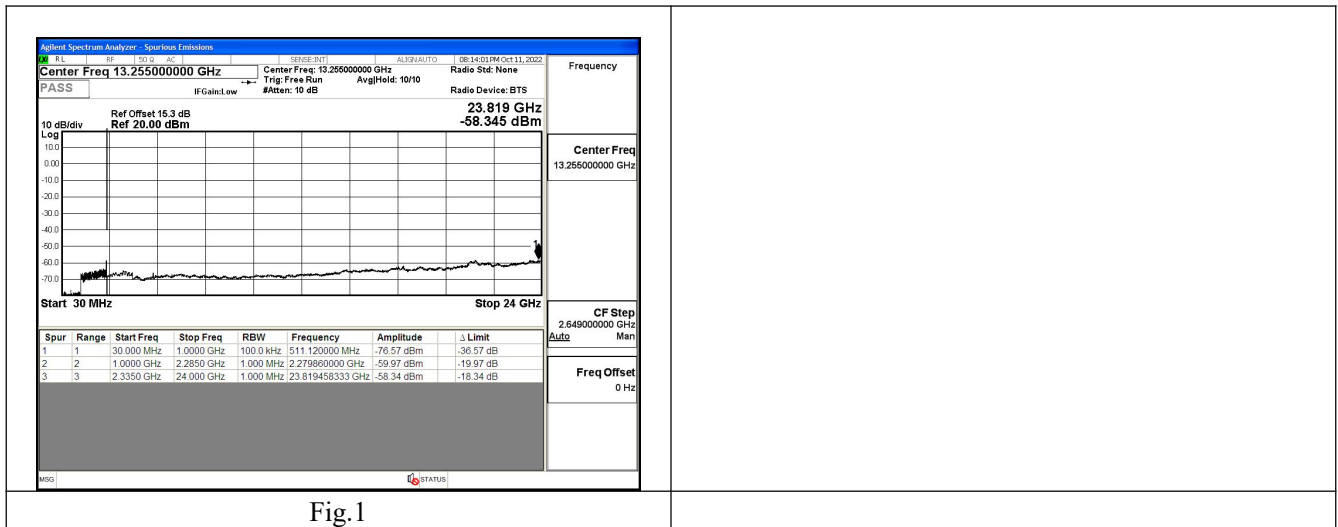 Agilent Spectrum Analyzer - Spurious Emissions
RL RF 50 Ω AC SENSE:INT ALIGN AUTO 08:14:01 PM Oct 11, 2022
Center Freq 13.255000000 GHz Center Freq: 13.255000000 GHz Radio Std: None Frequency
Trig: Free Run Avg|Hold: 10/10
PASS IFGain:Low #Atten: 10 dB Radio Device: BTS
23.819 GHz
-58.345 dBm
Ref Offset 15.3 dB
10 dB/div Ref 20.00 dBm
Log
10.0
0.00
-10.0
-20.0
-30.0
-40.0
-50.0
-60.0
-70.0
Start 30 MHz Stop 24 GHz
Center Freq
13.255000000 GHz
CF Step
2.649000000 GHz
Auto Man
Freq Offset
0 Hz
Spur Range Start Freq Stop Freq RBW Frequency Amplitude Δ Limit
1 1 30.000 MHz 1.0000 GHz 100.0 kHz 511.120000 MHz -76.57 dBm -36.57 dB
2 2 1.0000 GHz 2.2850 GHz 1.000 MHz 2.279860000 GHz -59.97 dBm -19.97 dB
3 3 2.3350 GHz 24.000 GHz 1.000 MHz 23.819458333 GHz -58.34 dBm -18.34 dB
MSG STATUS
Fig.1